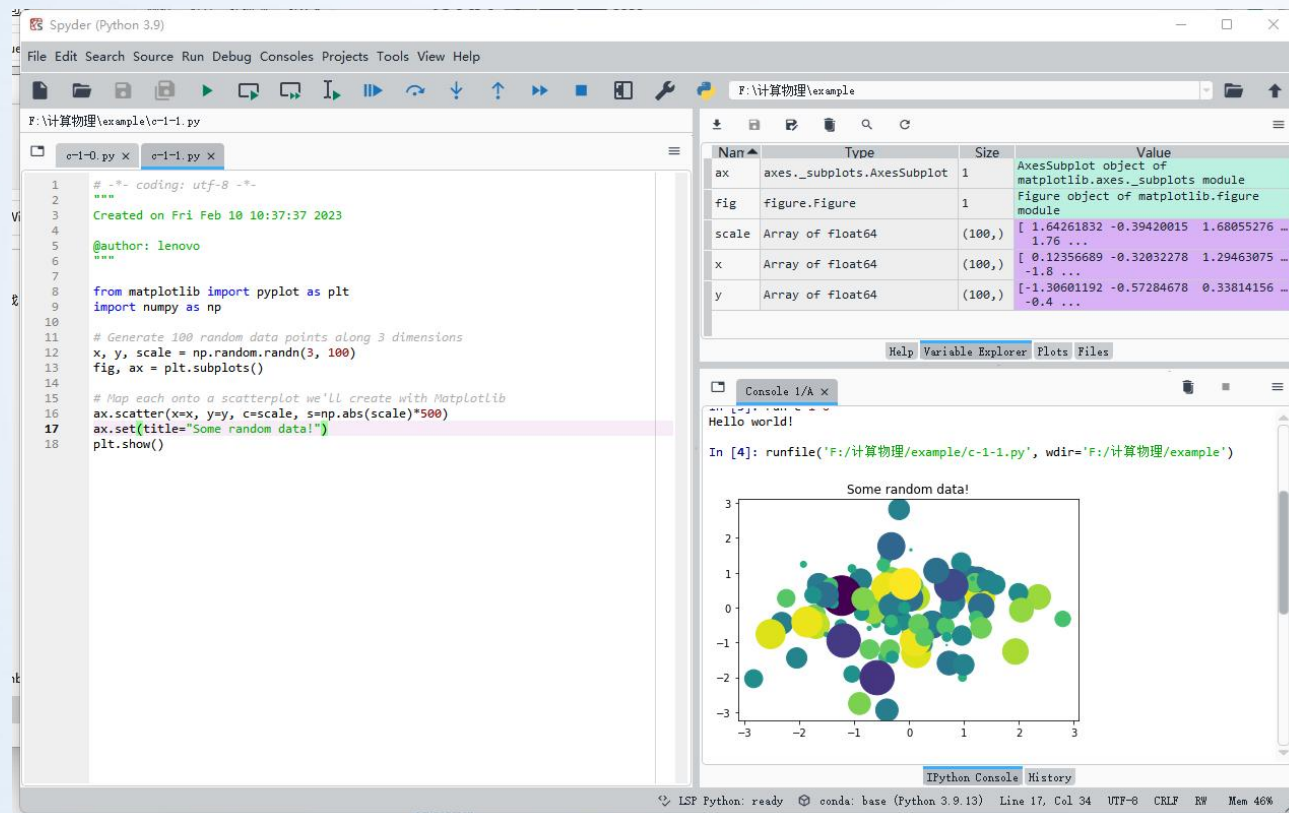 Spyder (Python 3.9)
File Edit Search Source Run Debug Consoles Projects Tools View Help
F:\计算物理\example
F:\计算物理\example\c-1-1.py
c-1-0.py
c-1-1.py
1 # -*- coding: utf-8 -*-
2 """
3 Created on Fri Feb 10 10:37:37 2023
4
5 @author: lenovo
6 """
7
8 from matplotlib import pyplot as plt
9 import numpy as np
10
11 # Generate 100 random data points along 3 dimensions
12 x, y, scale = np.random.randn(3, 100)
13 fig, ax = plt.subplots()
14
15 # Map each onto a scatterplot we'll create with Matplotlib
16 ax.scatter(x=x, y=y, c=scale, s=np.abs(scale)*500)
17 ax.set(title="Some random data!")
18 plt.show()
Type Size Value
ax axes._subplots.AxesSubplot 1 AxesSubplot object of
matplotlib.axes._subplots module
fig figure.Figure 1 Figure object of matplotlib.figure
module
scale Array of float64 (100,) [ 1.64261832 -0.39420015 1.68055276 …
1.76 ...
x Array of float64 (100,) [ 0.12356689 -0.32032278 1.29463075 …
-1.8 ...
y Array of float64 (100,) [-1.30601192 -0.57284678 0.33814156 …
-0.4 ...
Help Variable Explorer Plots Files
Console 1/A
Hello world!
In [4]: runfile('F:/计算物理/example/c-1-1.py', wdir='F:/计算物理/example')
Some random data!
3
2
1
0
−1
−2
−3
−3 −2 −1 0 1 2 3
IPython Console History
LSP Python: ready conda: base (Python 3.9.13) Line 17, Col 34 UTF-8 CRLF RW Mem 46%